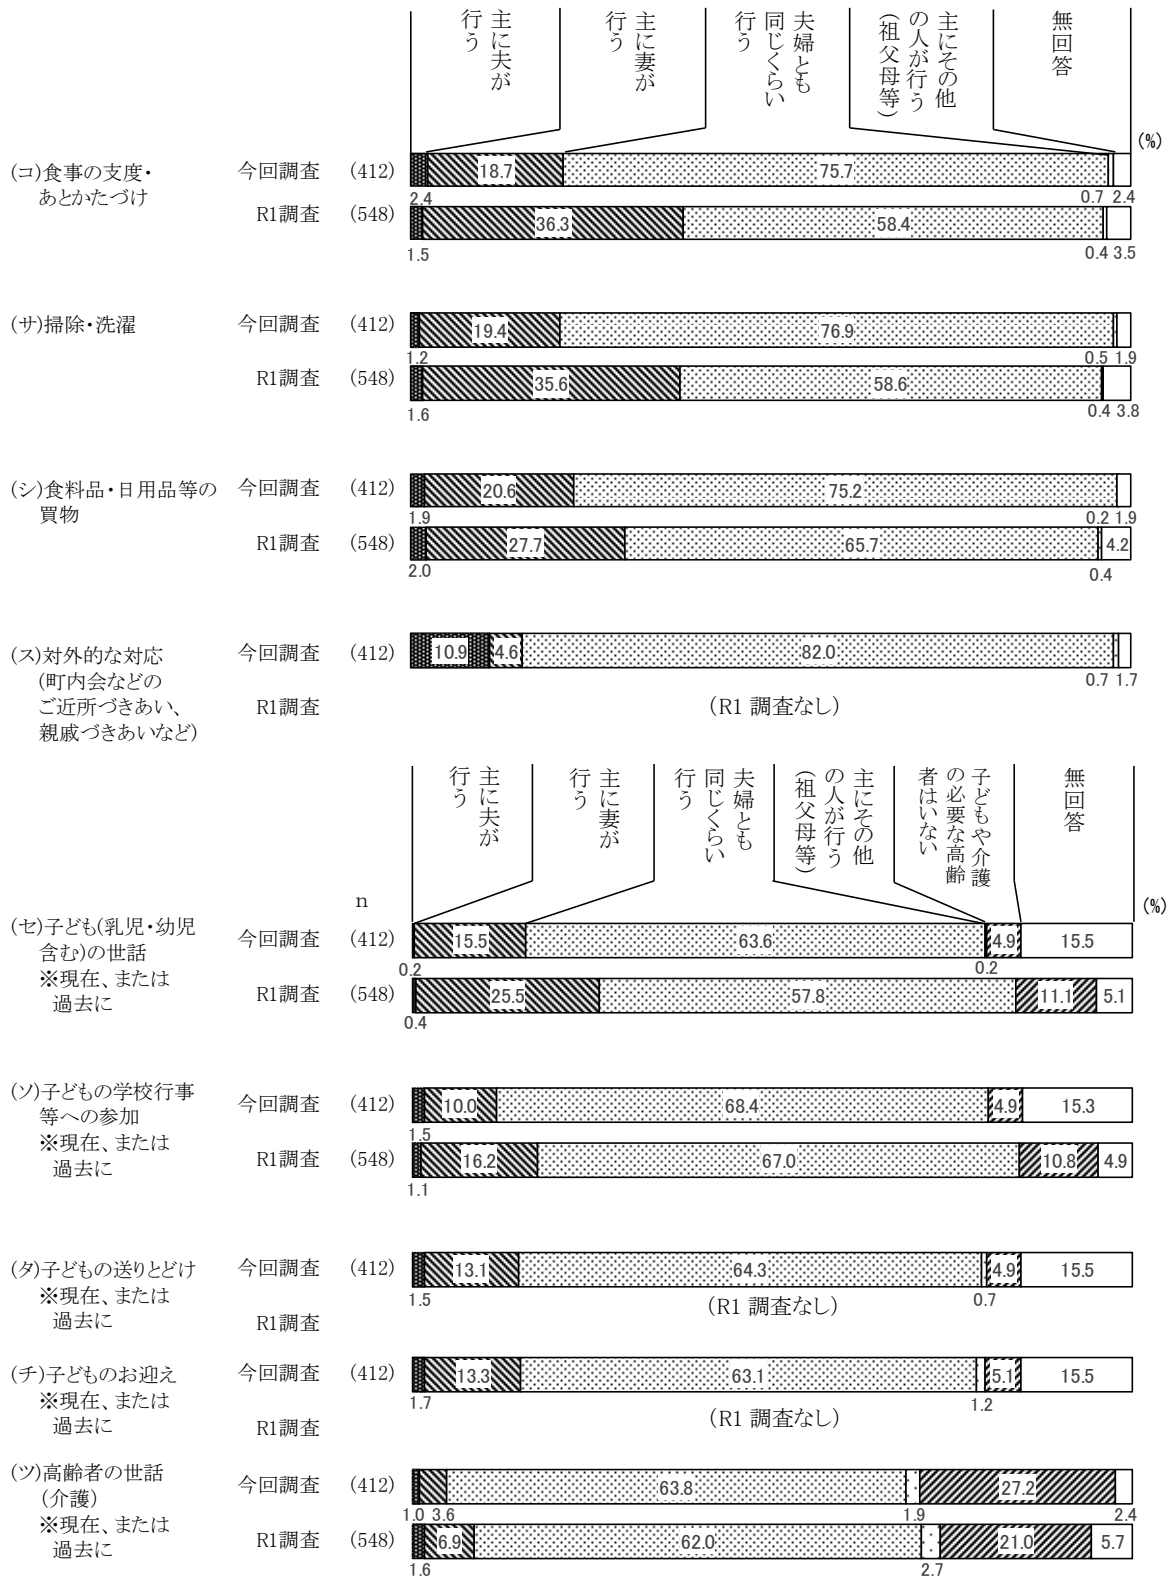 主に夫が
行う
主に妻が
行う
夫婦とも
同じくらい
行う
主にその他
の人が行う
(祖父母等)
無回答
(%)
(コ)食事の支度・
あとかたづけ
今回調査 (412) 18.7 75.7
2.4 0.7 2.4
R1調査 (548) 36.3 58.4
1.5 0.4 3.5
(サ)掃除・洗濯
今回調査 (412) 19.4 76.9
1.2 0.5 1.9
R1調査 (548) 35.6 58.6
1.6 0.4 3.8
(シ)食料品・日用品等の
買物
今回調査 (412) 20.6 75.2
1.9 0.2 1.9
R1調査 (548) 27.7 65.7 4.2
2.0 0.4
(ス)対外的な対応
(町内会などの
ご近所づきあい、
親戚づきあいなど)
今回調査 (412) 10.9 4.6 82.0
0.7 1.7
R1調査 (R1 調査なし)
主に夫が
行う
主に妻が
行う
夫婦とも
同じくらい
行う
主にその他
の人が行う
(祖父母等)
子どもや介護
の必要な高齢
者はいない
無回答
n
(%)
(セ)子ども(乳児・幼児
含む)の世話
※現在、または
過去に
今回調査 (412) 15.5 63.6 4.9 15.5
0.2 0.2
R1調査 (548) 25.5 57.8 11.1 5.1
0.4
(ソ)子どもの学校行事
等への参加
※現在、または
過去に
今回調査 (412) 10.0 68.4 4.9 15.3
1.5
R1調査 (548) 16.2 67.0 10.8 4.9
1.1
(タ)子どもの送りとどけ
※現在、または
過去に
今回調査 (412) 13.1 64.3 4.9 15.5
1.5 0.7
R1調査 (R1 調査なし)
(チ)子どものお迎え
※現在、または
過去に
今回調査 (412) 13.3 63.1 5.1 15.5
1.7 1.2
R1調査 (R1 調査なし)
(ツ)高齢者の世話
(介護)
※現在、または
過去に
今回調査 (412) 63.8 27.2
1.0 3.6 1.9 2.4
R1調査 (548) 6.9 62.0 21.0 5.7
1.6 2.7